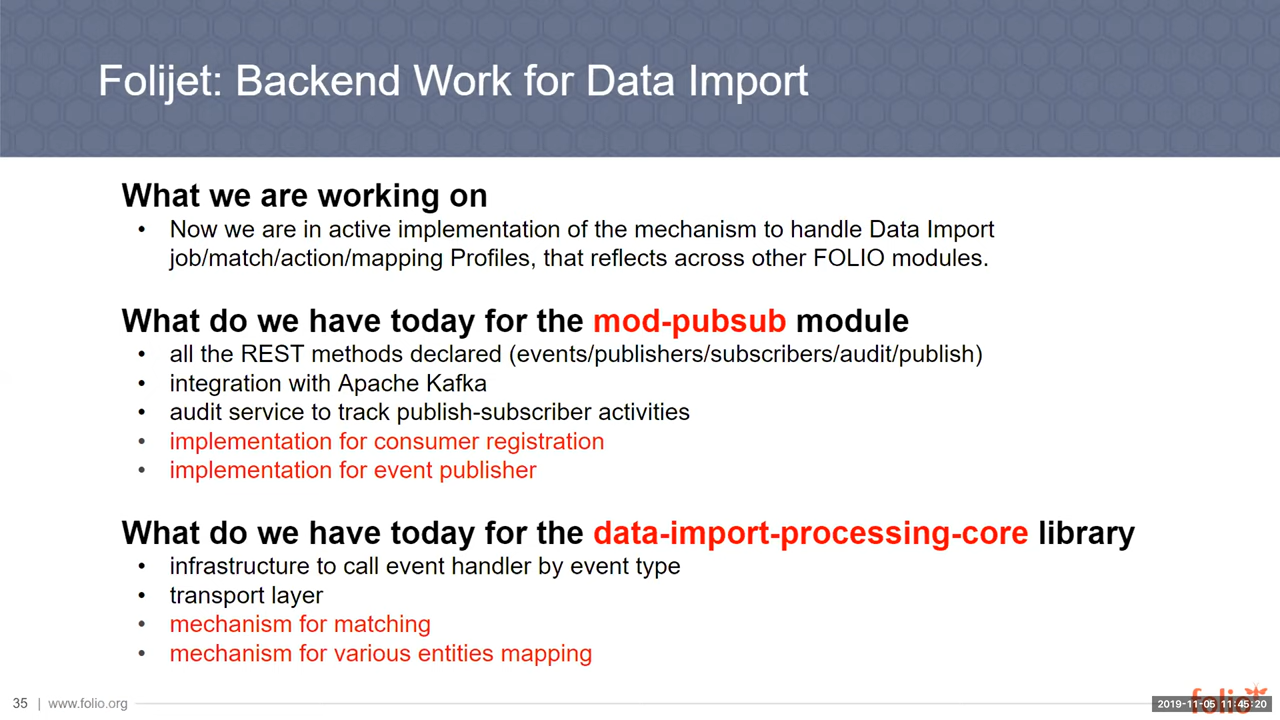 Folijet: Backend Work for Data Import
What we are working on
• Now we are in active implementation of the mechanism to handle Data Import
job/match/action/mapping Profiles, that reflects across other FOLIO modules.
What do we have today for the mod-pubsub module
• all the REST methods declared (events/publishers/subscribers/audit/publish)
• integration with Apache Kafka
• audit service to track publish-subscriber activities
• implementation for consumer registration
• implementation for event publisher
What do we have today for the data-import-processing-core library
• infrastructure to call event handler by event type
• transport layer
• mechanism for matching
• mechanism for various entities mapping
35 | www.folio.org
folio
2019-11-05 11:45:20